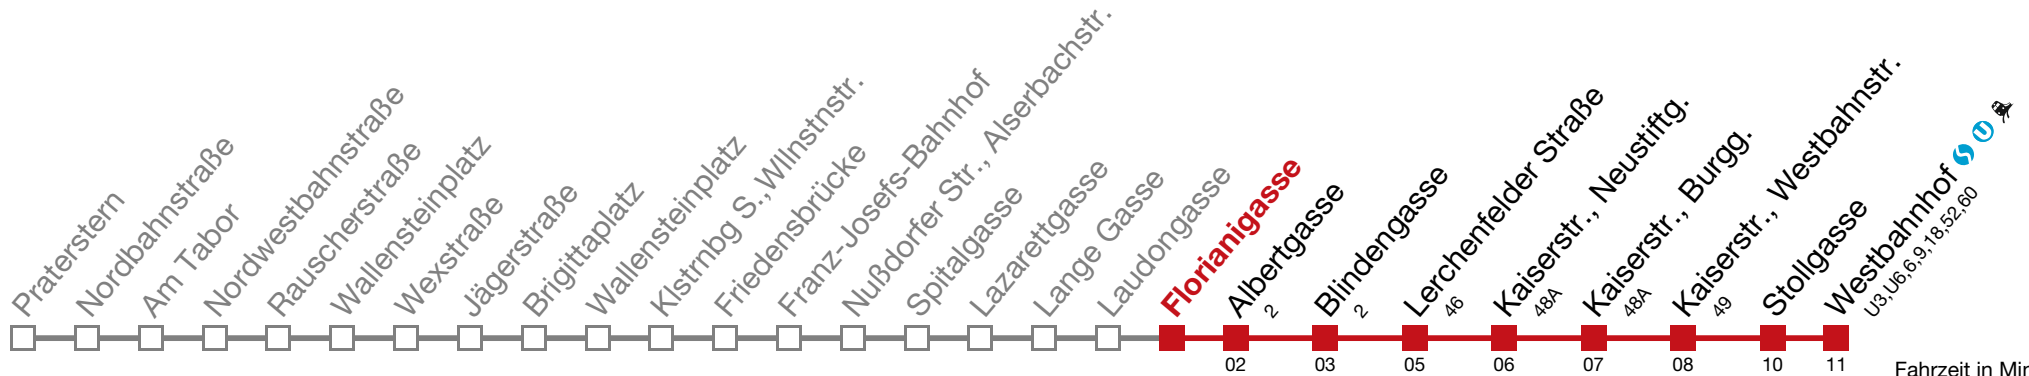 Praterstern
Nordbahnstraße
Am Tabor
Nordwestbahnstraße
Rauscherstraße
Wallensteinplatz
Wexstraße
Jägerstraße
Brigittaplatz
Wallensteinplatz
Klstrnbg S., Wllnstnstr.
Friedensbrücke
Franz-Josefs-Bahnhof
Nußdorfer Str., Alserbachstr.
Spitalgasse
Lazarettgasse
Lange Gasse
Laudongasse
Florianigasse
Albertgasse
2
02
Blindengasse
2
03
Lerchenfelder Straße
46
05
Kaiserstr., Neustiftg.
48A
06
Kaiserstr., Burgg.
48A
07
Kaiserstr., Westbahnstr.
49
08
Stollgasse
10
Westbahnhof S U
U3,U6,6,9,18,52,60
11
Fahrzeit in Min